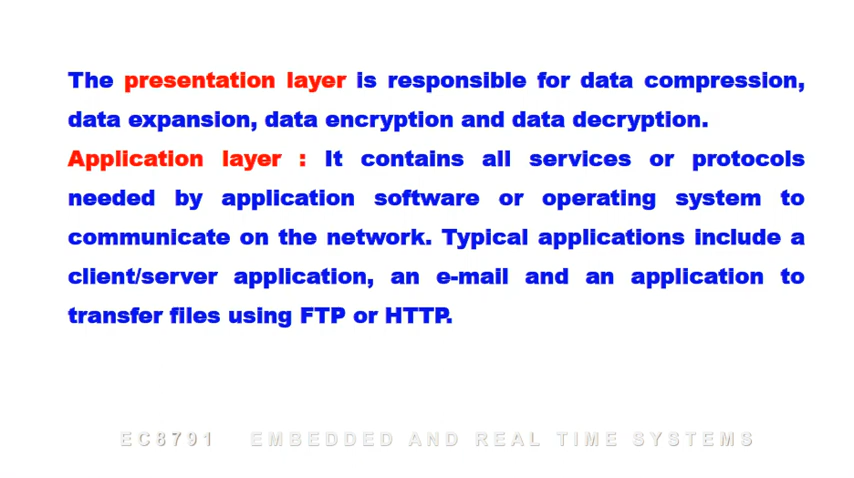 The presentation layer is responsible for data compression,
data expansion, data encryption and data decryption.
Application layer : It contains all services or protocols
needed by application software or operating system to
communicate on the network. Typical applications include a
client/server application, an e-mail and an application to
transfer files using FTP or HTTP.
EC8791 EMBEDDED AND REAL TIME SYSTEMS